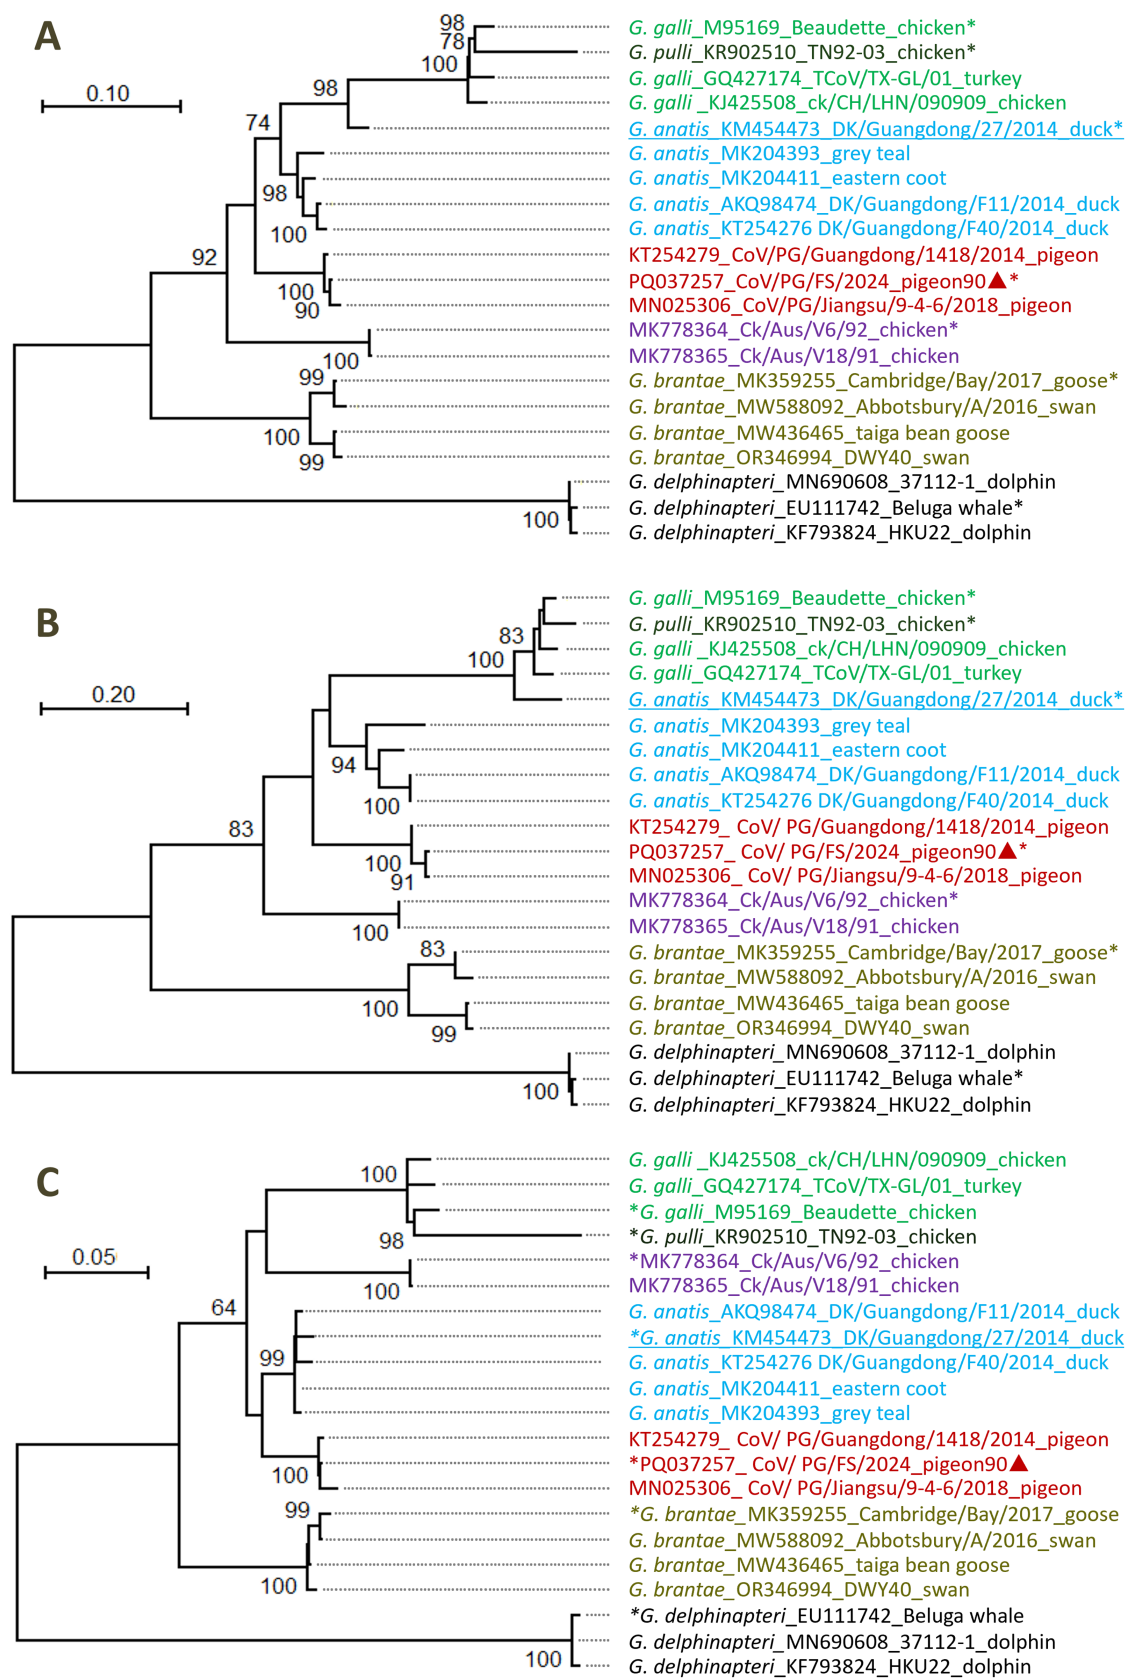 A
98
G. galli_M95169_Beaudette_chicken*
78
G. pulli_KR902510_TN92-03_chicken*
100
G. galli_GQ427174_TCoV/TX-GL/01_turkey
0.10
98
G. galli _KJ425508_ck/CH/LHN/090909_chicken
74
G. anatis_KM454473_DK/Guangdong/27/2014_duck*
G. anatis_MK204393_grey teal
98
G. anatis_MK204411_eastern coot
G. anatis_AKQ98474_DK/Guangdong/F11/2014_duck
100
G. anatis_KT254276 DK/Guangdong/F40/2014_duck
92
KT254279_CoV/PG/Guangdong/1418/2014_pigeon
100
PQ037257_CoV/PG/FS/2024_pigeon90▲*
90
MN025306_CoV/PG/Jiangsu/9-4-6/2018_pigeon
MK778364_Ck/Aus/V6/92_chicken*
100
MK778365_Ck/Aus/V18/91_chicken
99
G. brantae_MK359255_Cambridge/Bay/2017_goose*
G. brantae_MW588092_Abbotsbury/A/2016_swan
100
G. brantae_MW436465_taiga bean goose
99
G. brantae_OR346994_DWY40_swan
G. delphinapteri_MN690608_37112-1_dolphin
G. delphinapteri_EU111742_Beluga whale*
100
G. delphinapteri_KF793824_HKU22_dolphin
B
G. galli_M95169_Beaudette_chicken*
G. pulli_KR902510_TN92-03_chicken*
83
G. galli _KJ425508_ck/CH/LHN/090909_chicken
100
G. galli_GQ427174_TCoV/TX-GL/01_turkey
0.20
G. anatis_KM454473_DK/Guangdong/27/2014_duck*
G. anatis_MK204393_grey teal
94
G. anatis_MK204411_eastern coot
G. anatis_AKQ98474_DK/Guangdong/F11/2014_duck
100
G. anatis_KT254276 DK/Guangdong/F40/2014_duck
83
KT254279_ CoV/ PG/Guangdong/1418/2014_pigeon
100
PQ037257_ CoV/ PG/FS/2024_pigeon90▲*
91
MN025306_ CoV/ PG/Jiangsu/9-4-6/2018_pigeon
MK778364_Ck/Aus/V6/92_chicken*
100
MK778365_Ck/Aus/V18/91_chicken
83
G. brantae_MK359255_Cambridge/Bay/2017_goose*
G. brantae_MW588092_Abbotsbury/A/2016_swan
100
G. brantae_MW436465_taiga bean goose
99
G. brantae_OR346994_DWY40_swan
G. delphinapteri_MN690608_37112-1_dolphin
G. delphinapteri_EU111742_Beluga whale*
100
G. delphinapteri_KF793824_HKU22_dolphin
C
G. galli _KJ425508_ck/CH/LHN/090909_chicken
100
G. galli_GQ427174_TCoV/TX-GL/01_turkey
*G. galli_M95169_Beaudette_chicken
98
*G. pulli_KR902510_TN92-03_chicken
0.05
*MK778364_Ck/Aus/V6/92_chicken
100
MK778365_Ck/Aus/V18/91_chicken
64
G. anatis_AKQ98474_DK/Guangdong/F11/2014_duck
*G. anatis_KM454473_DK/Guangdong/27/2014_duck
99
G. anatis_KT254276 DK/Guangdong/F40/2014_duck
G. anatis_MK204411_eastern coot
G. anatis_MK204393_grey teal
KT254279_ CoV/ PG/Guangdong/1418/2014_pigeon
*PQ037257_ CoV/ PG/FS/2024_pigeon90▲
100
MN025306_ CoV/ PG/Jiangsu/9-4-6/2018_pigeon
99
*G. brantae_MK359255_Cambridge/Bay/2017_goose
G. brantae_MW588092_Abbotsbury/A/2016_swan
G. brantae_MW436465_taiga bean goose
100
G. brantae_OR346994_DWY40_swan
*G. delphinapteri_EU111742_Beluga whale
G. delphinapteri_MN690608_37112-1_dolphin
100
G. delphinapteri_KF793824_HKU22_dolphin